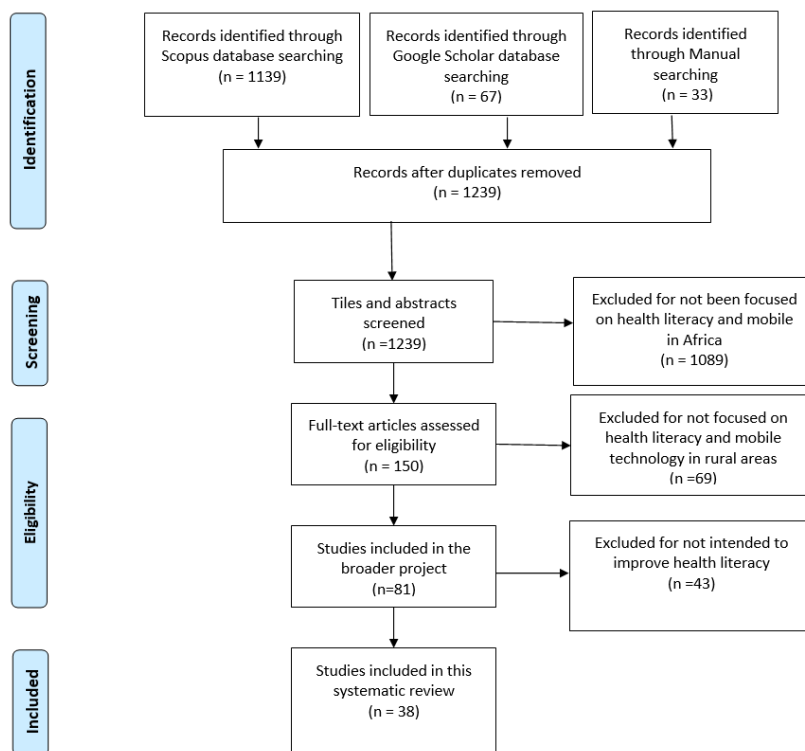 Identification
Records identified through
Scopus database searching
(n = 1139)
Records identified through
Google Scholar database
searching
(n = 67)
Records identified
through Manual
searching
(n = 33)
Records after duplicates removed
(n = 1239)
Screening
Tiles and abstracts
screened
(n =1239)
Excluded for not been focused
on health literacy and mobile
in Africa
(n = 1089)
Eligibility
Full-text articles assessed
for eligibility
(n = 150)
Excluded for not focused on
health literacy and mobile
technology in rural areas
(n =69)
Studies included in the
broader project
(n=81)
Excluded for not intended to
improve health literacy
(n =43)
Included
Studies included in this
systematic review
(n = 38)